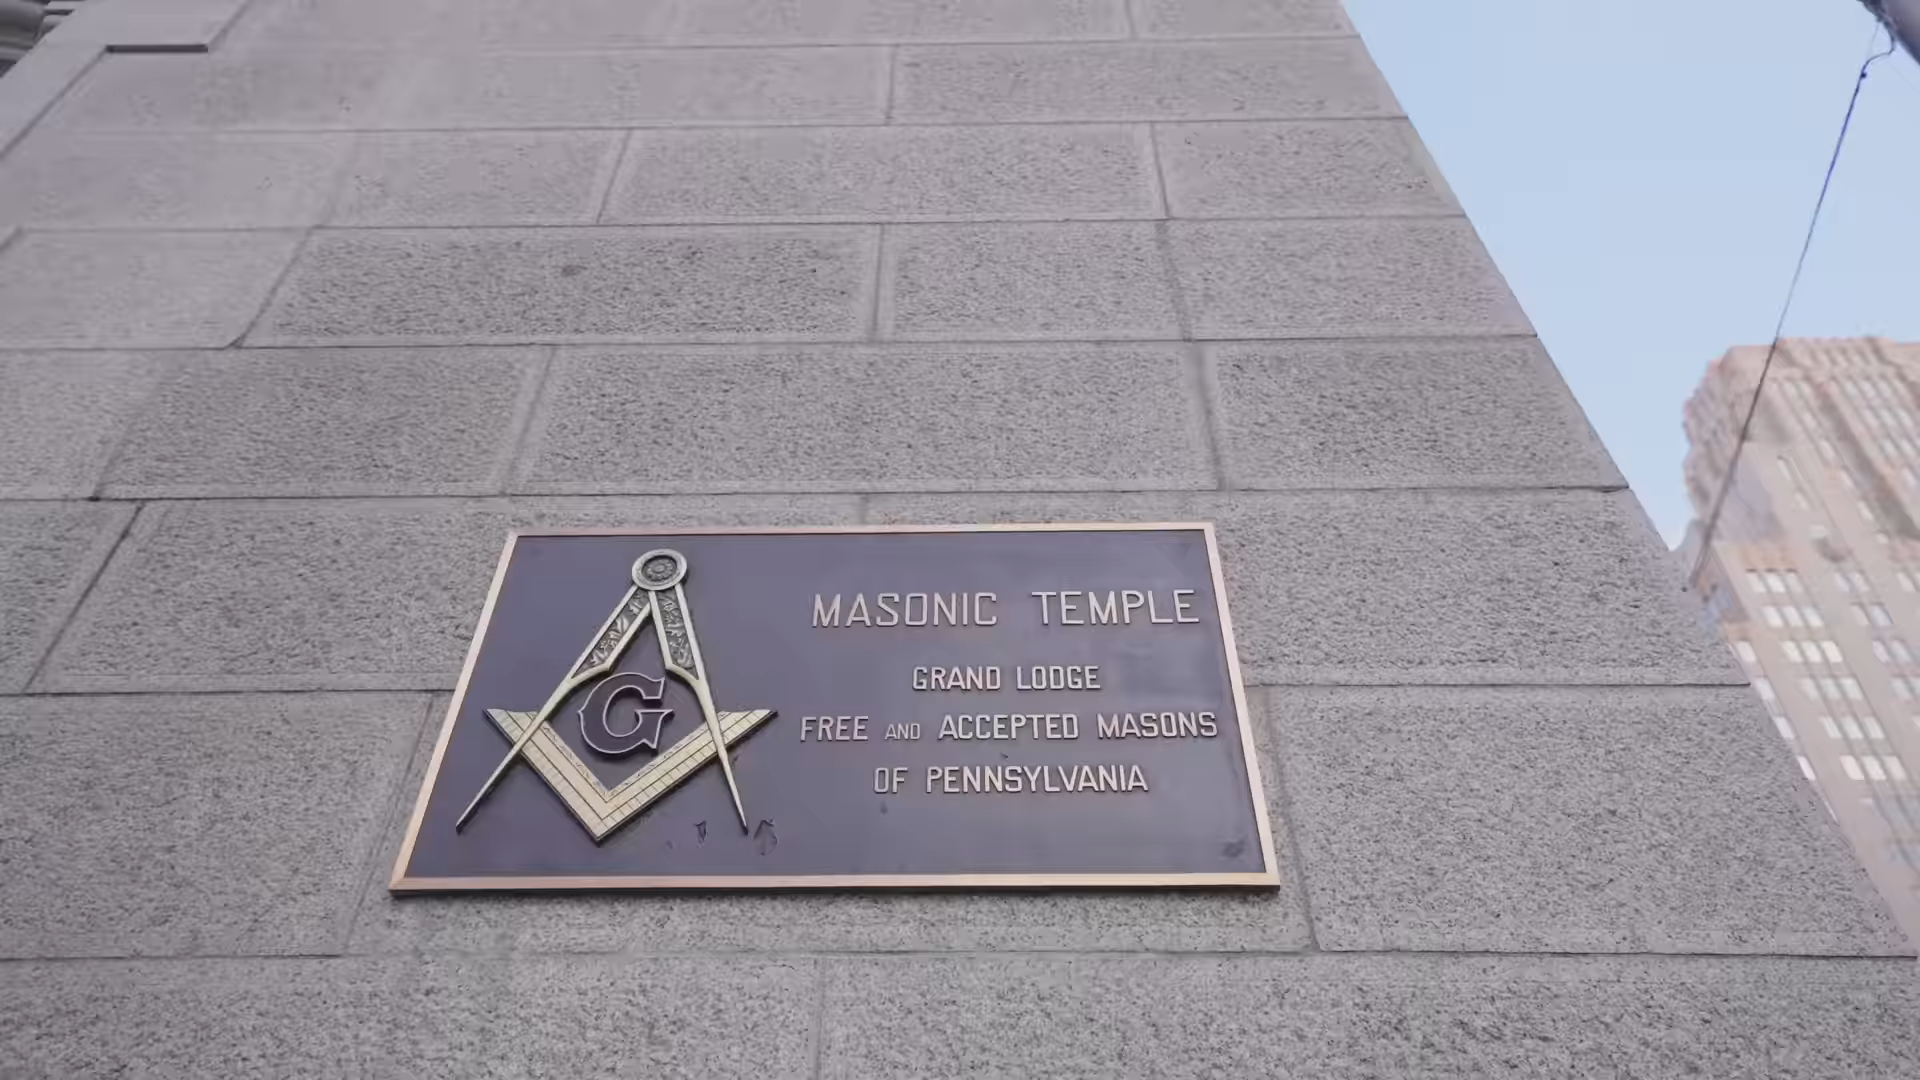 G
MASONIC TEMPLE
GRAND LODGE
FREE AND ACCEPTED MASONS
OF PENNSYLVANIA